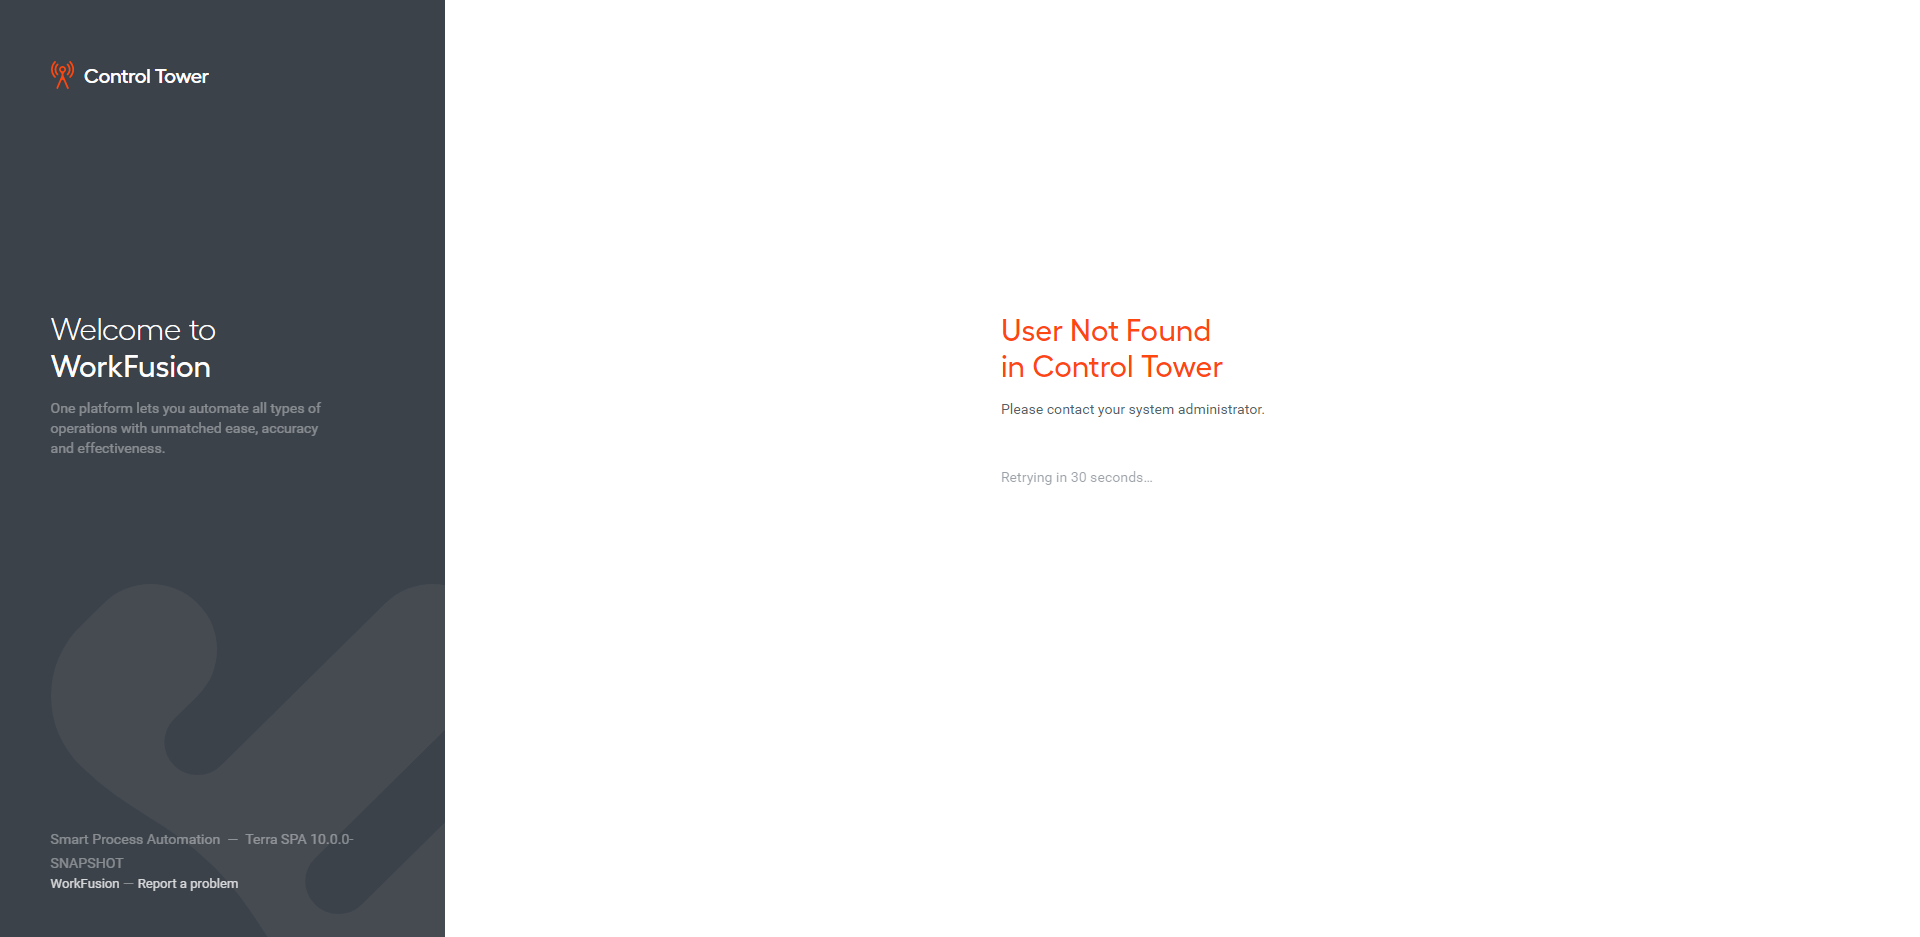 Control Tower
Welcome to
WorkFusion
One platform lets you automate all types of
operations with unmatched ease, accuracy
and effectiveness.
User Not Found
in Control Tower
Please contact your system administrator.
Retrying in 30 seconds...
Smart Process Automation — Terra SPA 10.0.0-
SNAPSHOT
WorkFusion — Report a problem